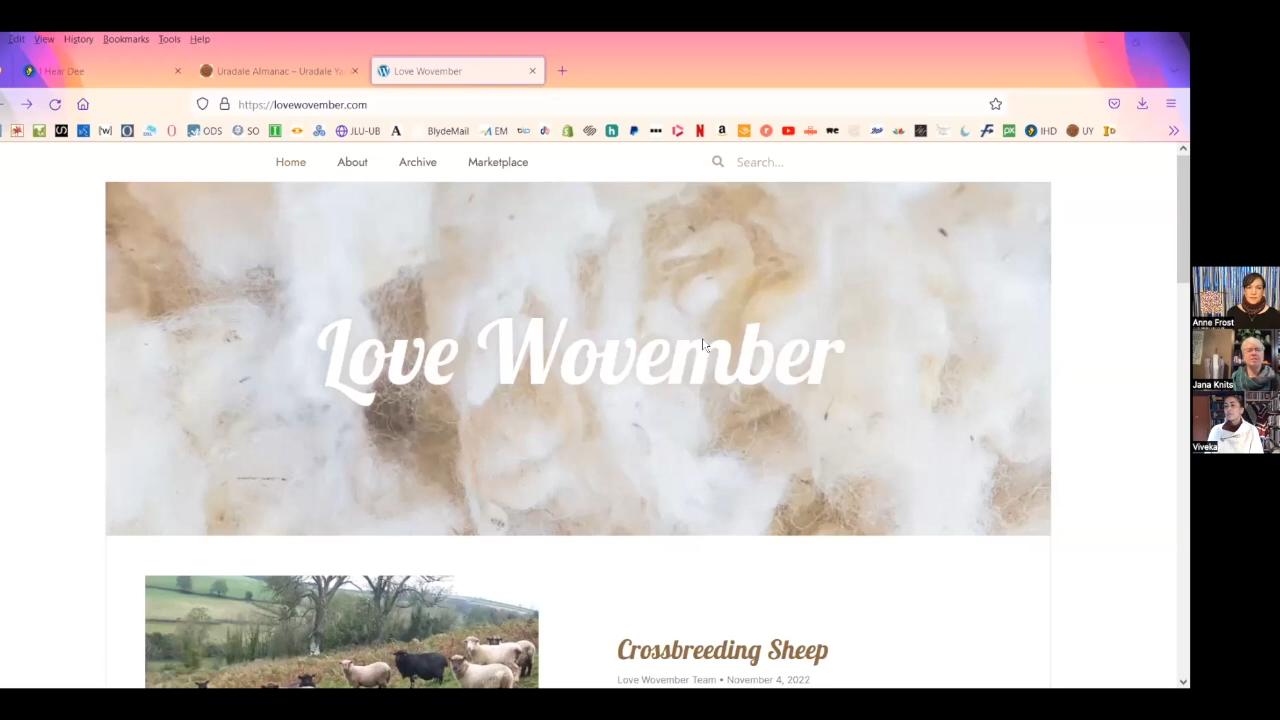 Edit View History Bookmarks Tools Help
I Hear Dee
Uradale Almanac – Uradale Ya
Love Wovember
https://lovewovember.com
ODS SO JLU-UB BlydeMail EM IHD UY
Home About Archive Marketplace Search...
Love Wovember
Anne Frost
Jana Knits
Viveka
Crossbreeding Sheep
Love Wovember Team • November 4, 2022